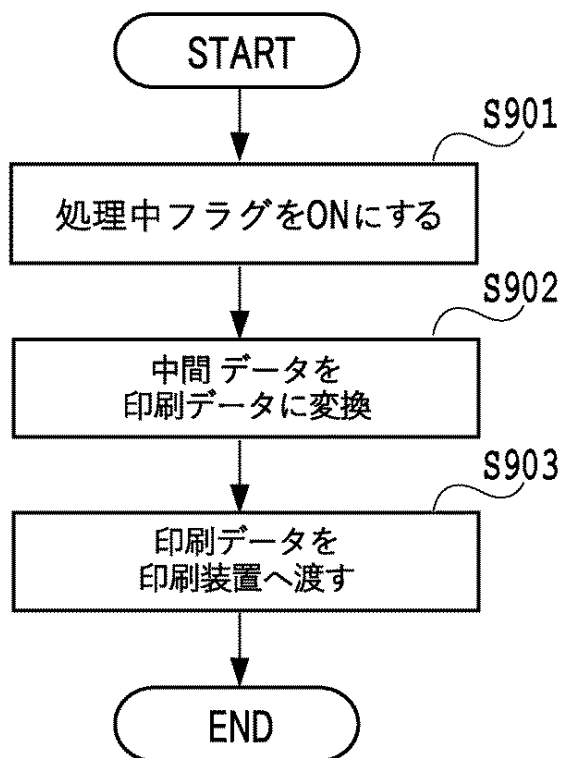 START
S901
処理中フラグをONにする
S902
中間 データを
印刷データに変換
S903
印刷データを
印刷装置へ渡す
END